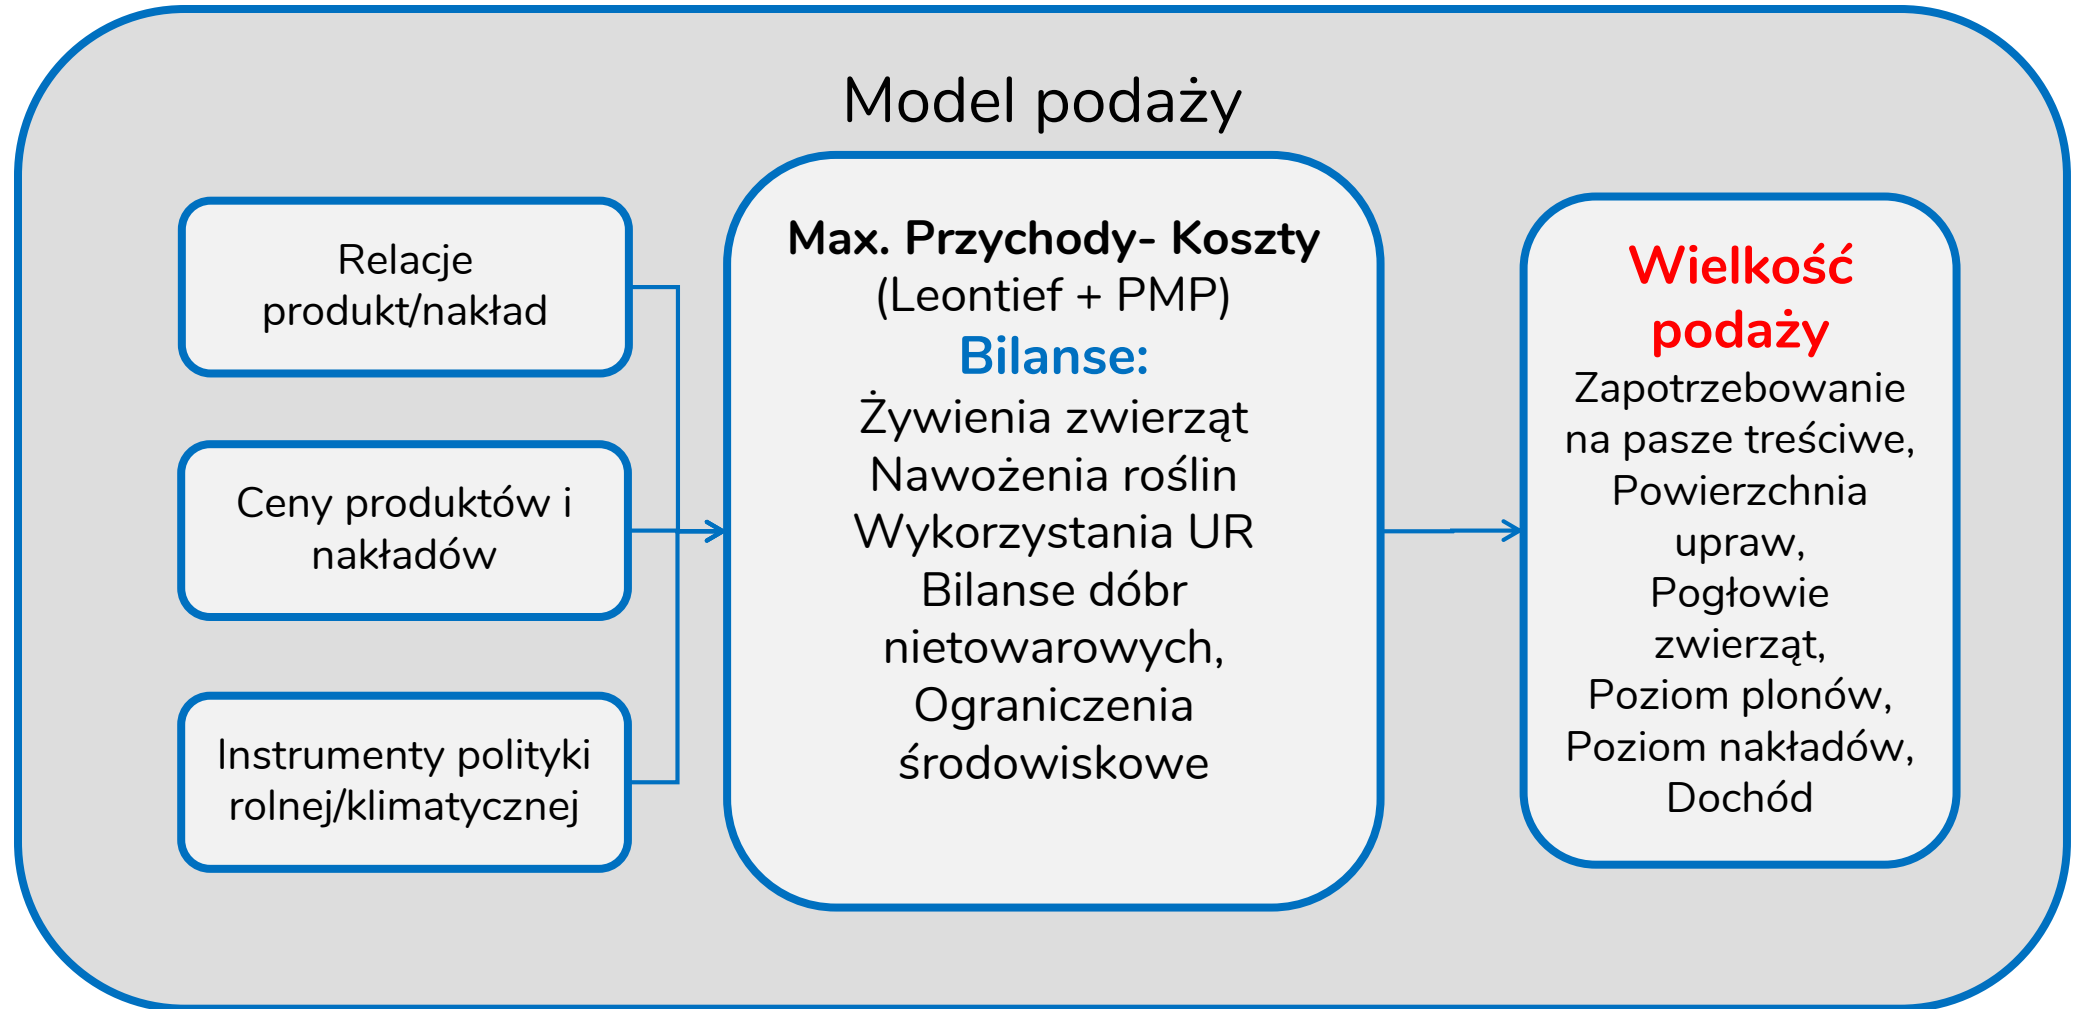 Model podaży
Relacje
produkt/nakład
Ceny produktów i
nakładów
Instrumenty polityki
rolnej/klimatycznej
Max. Przychody- Koszty
(Leontief + PMP)
Bilanse:
Żywienia zwierząt
Nawożenia roślin
Wykorzystania UR
Bilanse dóbr
nietowarowych,
Ograniczenia
środowiskowe
Wielkość
podaży
Zapotrzebowanie
na pasze treściwe,
Powierzchnia
upraw,
Pogłowie
zwierząt,
Poziom plonów,
Poziom nakładów,
Dochód